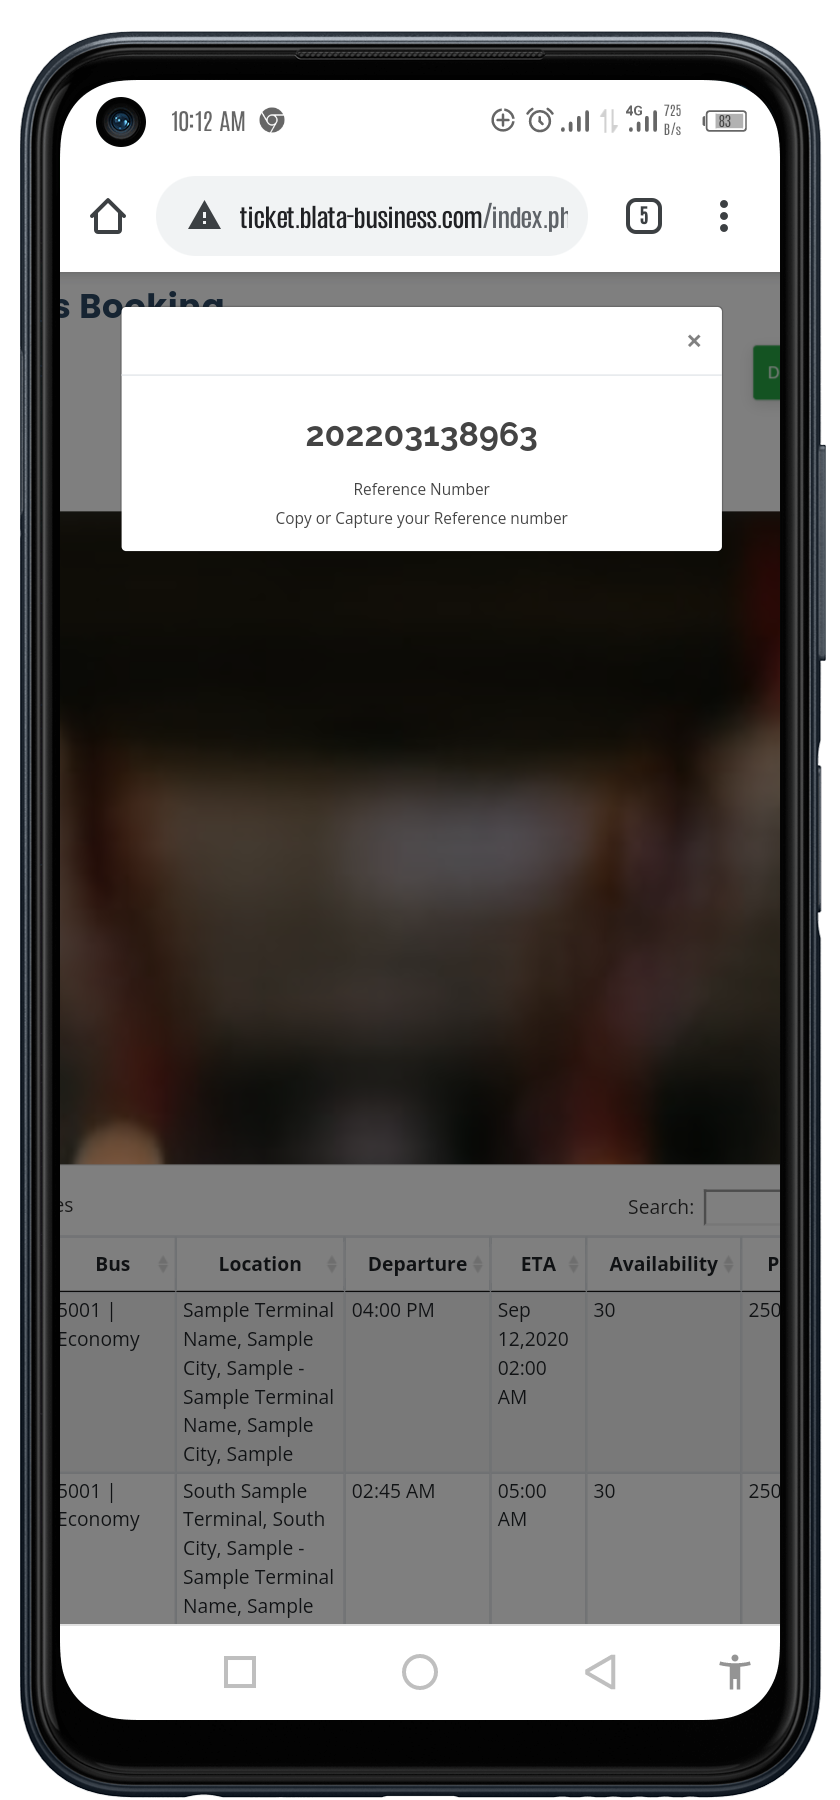 10:12 AM
4G
725
B/s
83
ticket.blata-business.com/index.ph
5
s Booking
D
×
202203138963
Reference Number
Copy or Capture your Reference number
es
Search:
Bus Location Departure ETA Availability P
5001 | Sample Terminal 04:00 PM Sep 30 250
Economy Name, Sample 12,2020
City, Sample - 02:00
Sample Terminal AM
Name, Sample
City, Sample
5001 | South Sample 02:45 AM 05:00 30 250
Economy Terminal, South AM
City, Sample -
Sample Terminal
Name, Sample